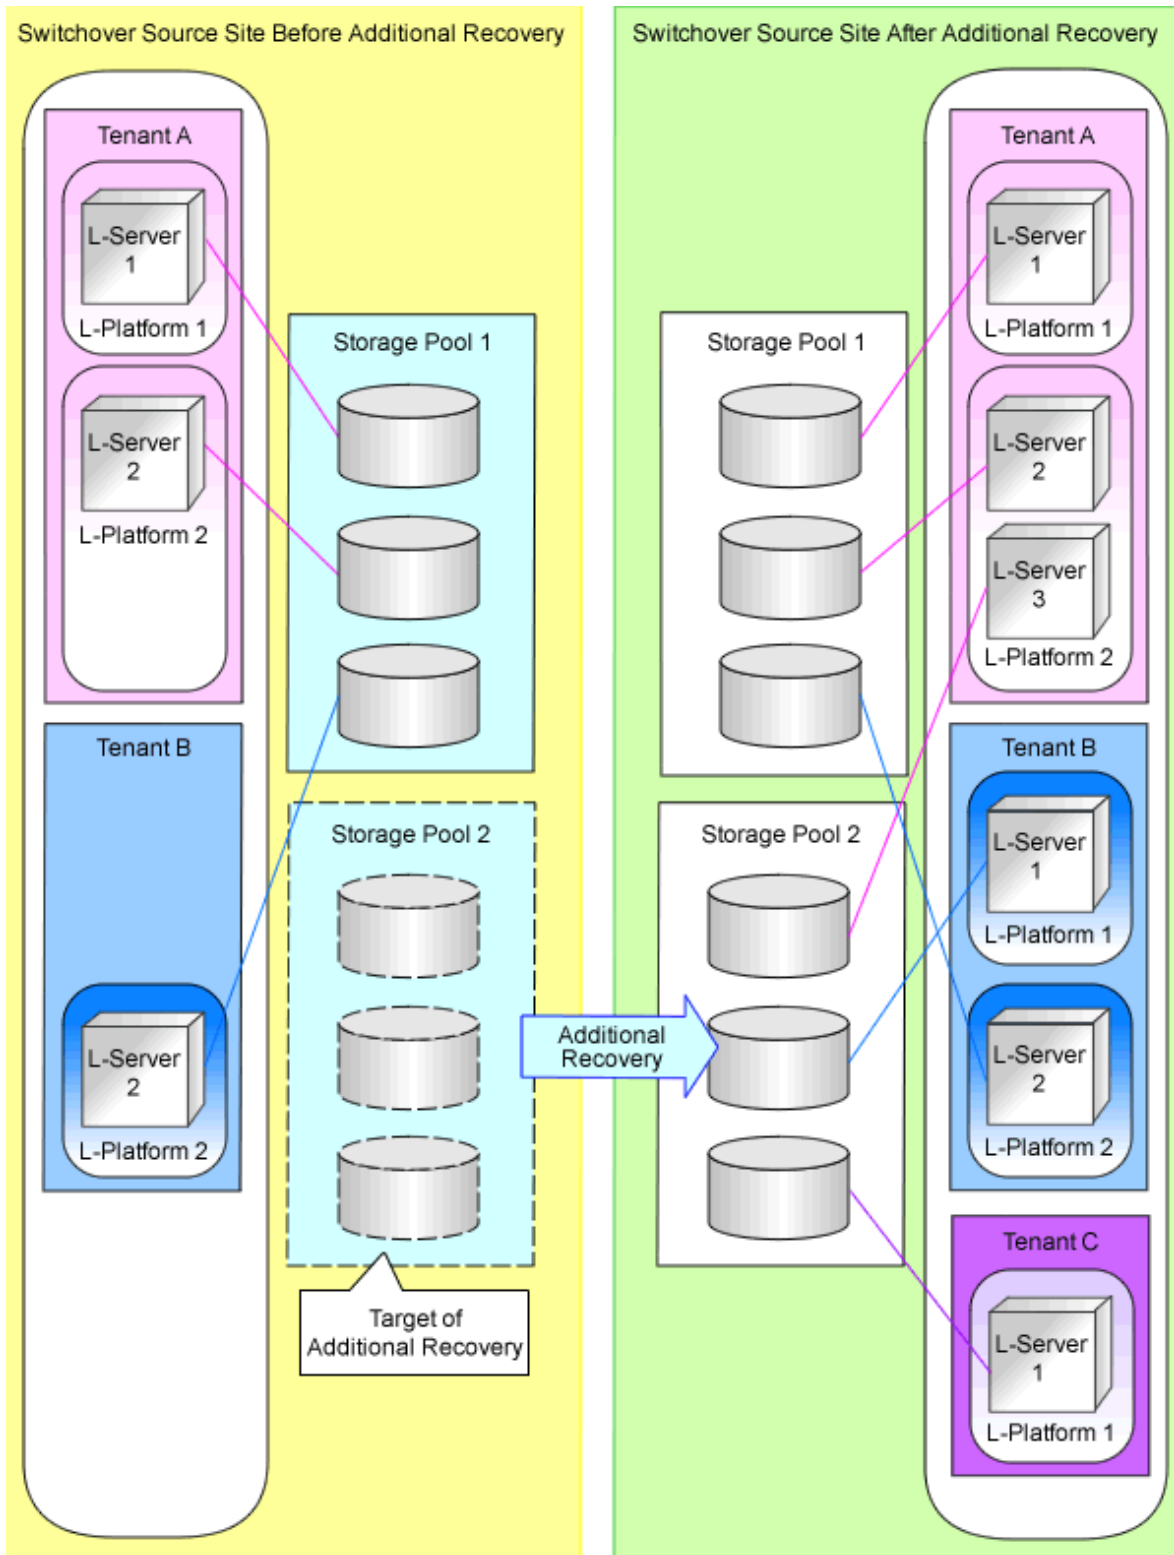 Switchover Source Site Before Additional Recovery
Tenant A
L-Server
1
L-Platform 1
L-Server
2
L-Platform 2
Tenant B
L-Server
2
L-Platform 2
Storage Pool 1
Storage Pool 2
Target of
Additional Recovery
Additional
Recovery
Switchover Source Site After Additional Recovery
Storage Pool 1
Storage Pool 2
Tenant A
L-Server
1
L-Platform 1
L-Server
2
L-Server
3
L-Platform 2
Tenant B
L-Server
1
L-Platform 1
L-Server
2
L-Platform 2
Tenant C
L-Server
1
L-Platform 1